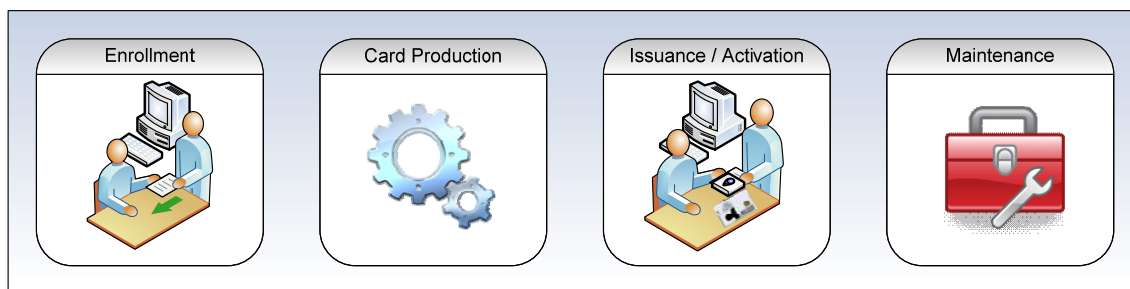 Enrollment
Card Production
Issuance / Activation
Maintenance